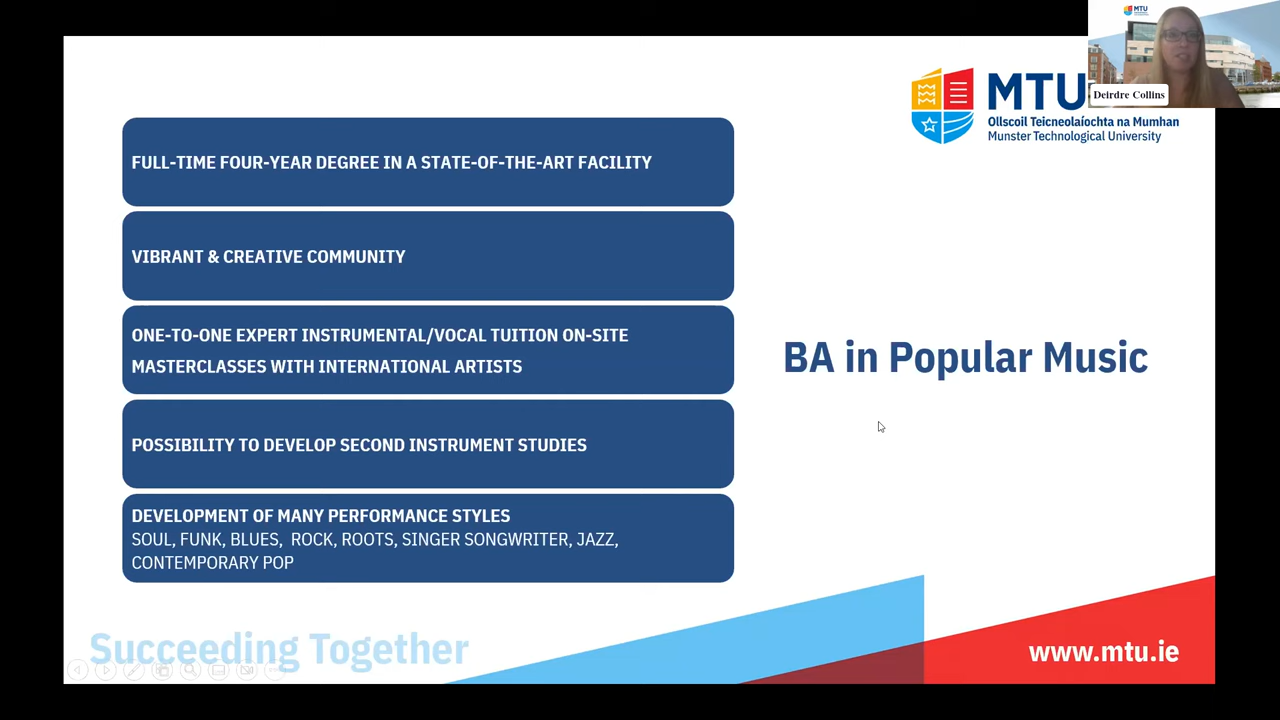 MTU
Deirdre Collins
MTU
Ollscoil Teicneolaíochta na Mumhan
Munster Technological University
FULL-TIME FOUR-YEAR DEGREE IN A STATE-OF-THE-ART FACILITY
VIBRANT & CREATIVE COMMUNITY
ONE-TO-ONE EXPERT INSTRUMENTAL/VOCAL TUITION ON-SITE
MASTERCLASSES WITH INTERNATIONAL ARTISTS
POSSIBILITY TO DEVELOP SECOND INSTRUMENT STUDIES
DEVELOPMENT OF MANY PERFORMANCE STYLES
SOUL, FUNK, BLUES, ROCK, ROOTS, SINGER SONGWRITER, JAZZ,
CONTEMPORARY POP
BA in Popular Music
Succeeding Together
www.mtu.ie